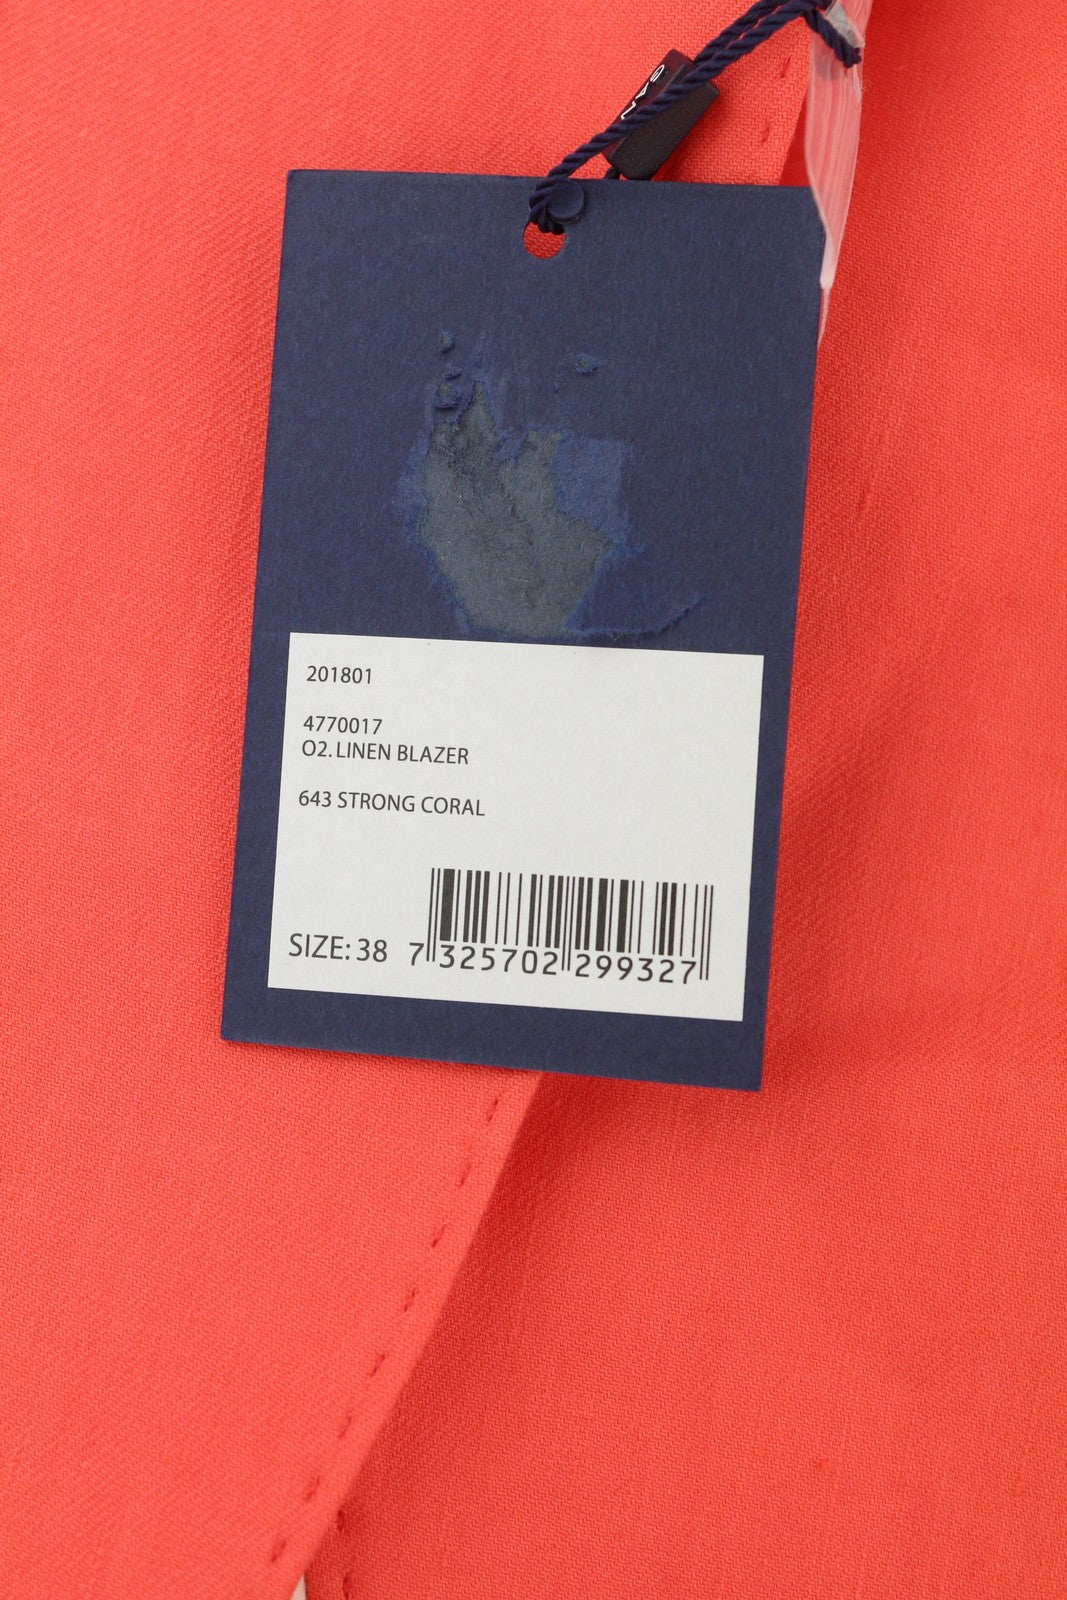 201801
4770017
O2. LINEN BLAZER
643 STRONG CORAL
SIZE: 38
7 325702 299327